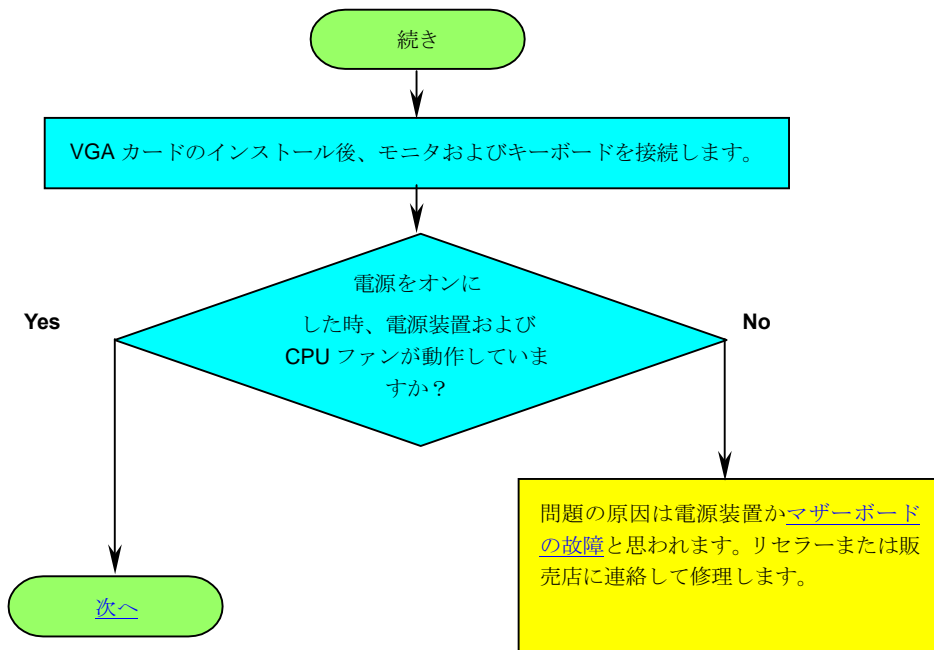 続き
VGA カードのインストール後、モニタおよびキーボードを接続します。
電源をオンに
した時、電源装置および
CPU ファンが動作していま
すか？
Yes
No
問題の原因は電源装置かマザーボード
の故障と思われます。リセラーまたは販
売店に連絡して修理します。
次へ